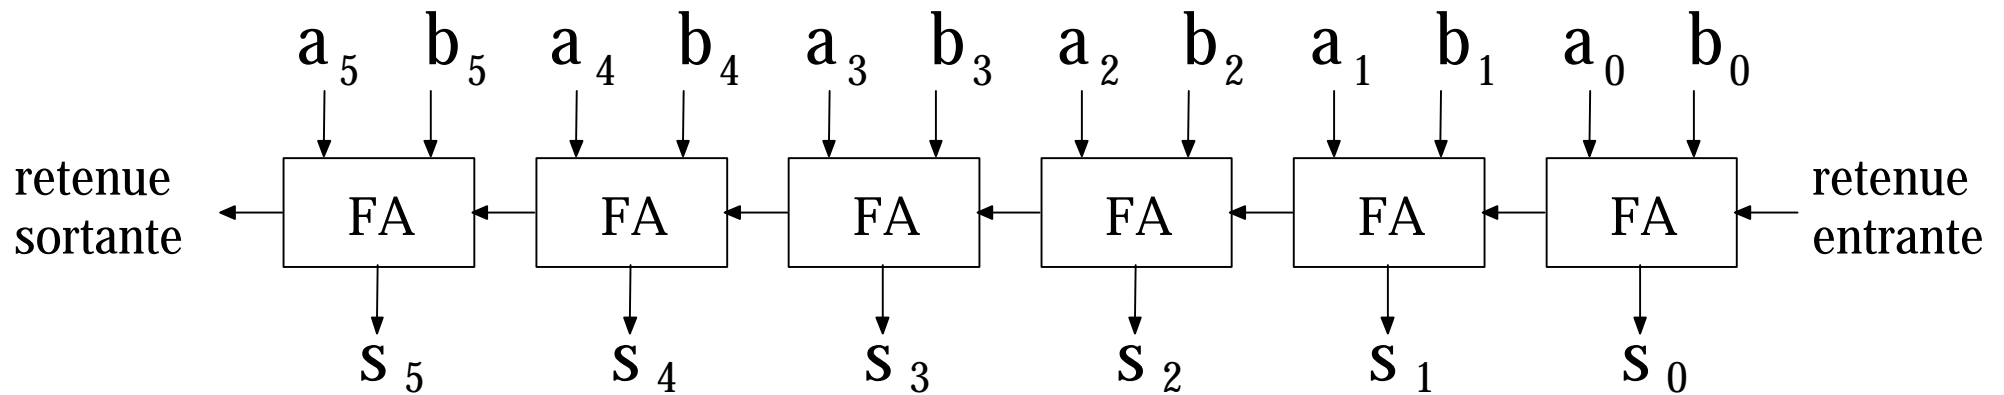 a5 b5 a4 b4 a3 b3 a2 b2 a1 b1 a0 b0
retenue sortante
FA FA FA FA FA FA
retenue entrante
s5 s4 s3 s2 s1 s0